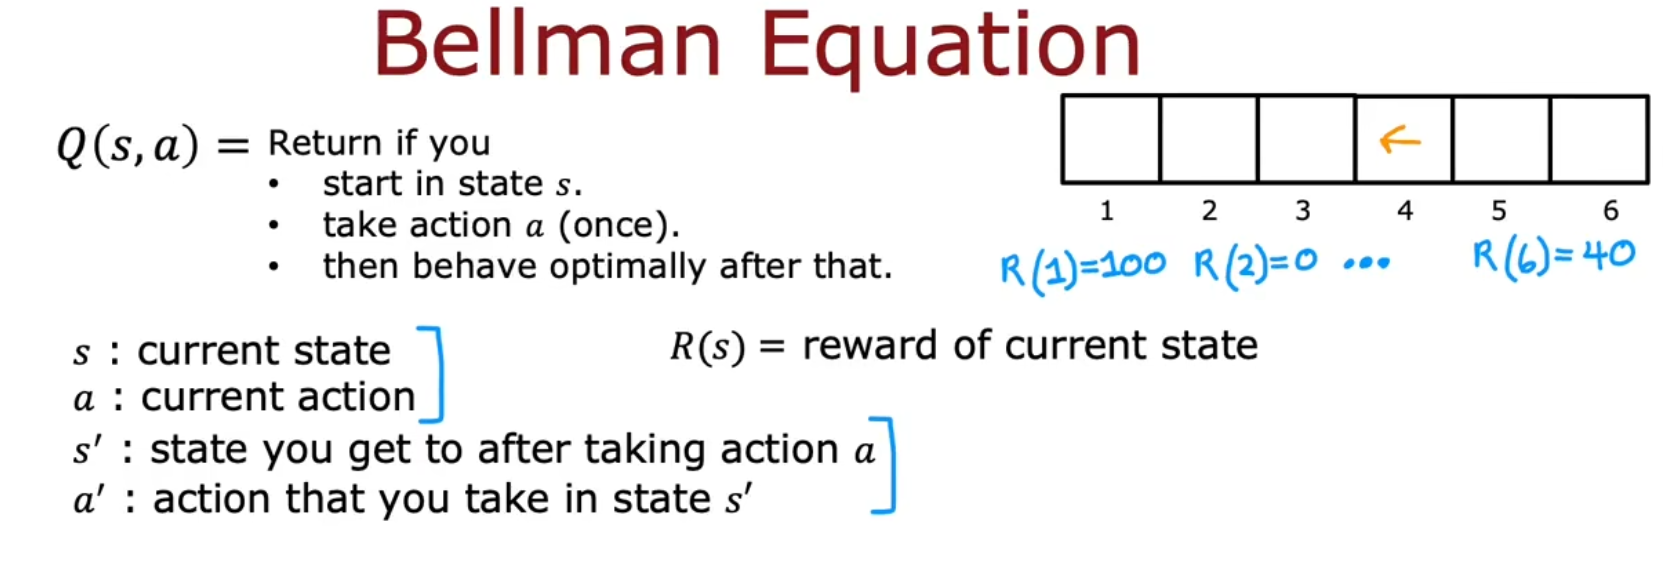 Bellman Equation
Q(s, a) = Return if you
• start in state s.
• take action a (once).
• then behave optimally after that.
←
1 2 3 4 5 6
R(1)=100 R(2)=0 ... R(6)=40
s : current state
a : current action
R(s) = reward of current state
s′ : state you get to after taking action a
a′ : action that you take in state s′